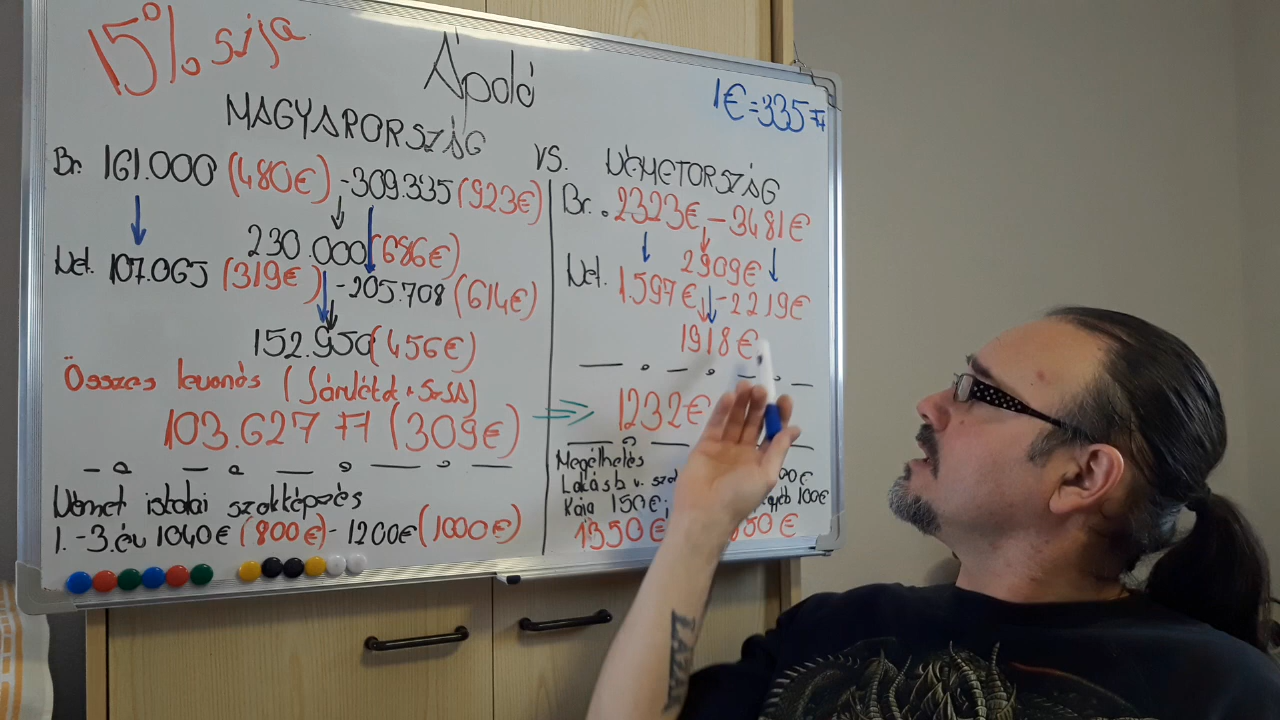 15% szja
Ápoló
1€=335Ft
MAGYARORSZÁG
VS.
NÉMETORSZÁG
Br. 161.000 (480€) -309.335 (923€)
230.000 (686€)
Net. 107.065 (319€) -205.708 (614€)
152.950 (456€)
Összes levonás (Járulék + SZJA)
103.627 Ft (309€)
Német iskolai szakképzés
1.-3.év 1040€ (800€)- 1200€ (1000€)
Br. 2323€ - 3481€
2909€
Net. 1.597€ -2219€
1918€
1232€
Megélhetés
Lakásb v.
Kaja 150€; 100€
1350€